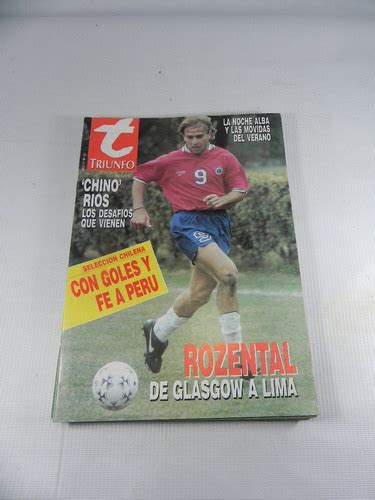 LA NOCHE ALBA
Y LAS MOVIDAS
DEL VERANO
t
TRIUNFO
'CHINO'
RIOS
LOS DESAFIOS
QUE VIENEN
9
SELECCION CHILENA
CON GOLES Y
FE A PERU
ROZENTAL
DE GLASGOW A LIMA